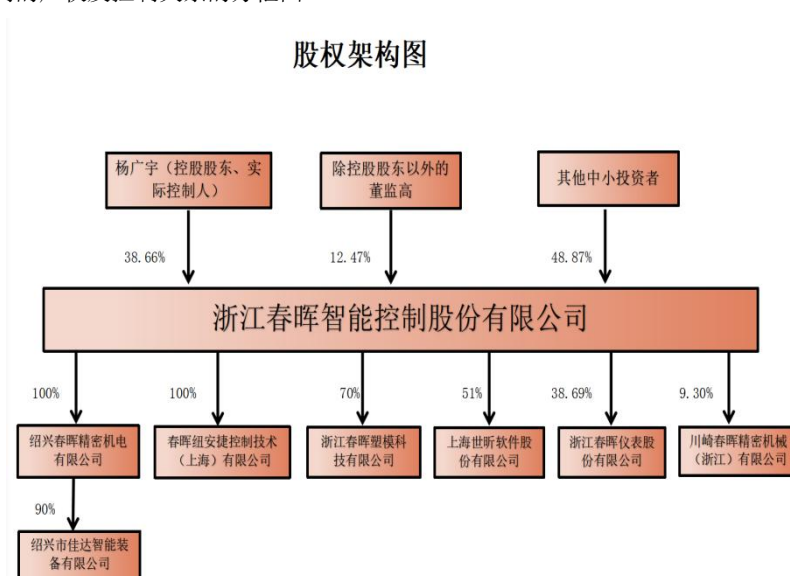 股权架构图
杨广宇（控股股东、实
际控制人）
除控股股东以外的
董监高
其他中小投资者
38.66%
12.47%
48.87%
浙江春晖智能控制股份有限公司
100%
100%
70%
51%
38.69%
9.30%
绍兴春晖精密机电
有限公司
春晖纽安捷控制技术
（上海）有限公司
浙江春晖塑模科
技有限公司
上海世昕软件股
份有限公司
浙江春晖仪表股
份有限公司
川崎春晖精密机械
（浙江）有限公司
90%
绍兴市佳达智能装
备有限公司